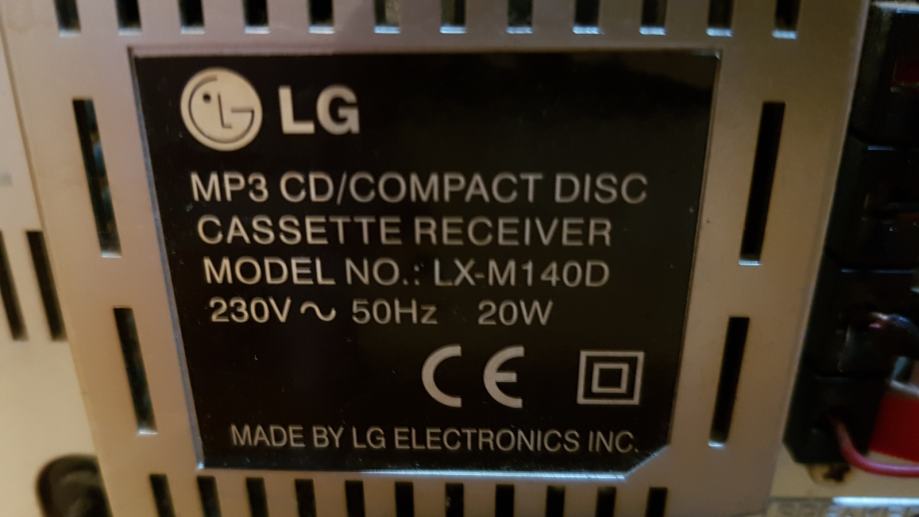 LG
MP3 CD/COMPACT DISC
CASSETTE RECEIVER
MODEL NO.: LX-M140D
230V ~ 50Hz 20W
CE
MADE BY LG ELECTRONICS INC.